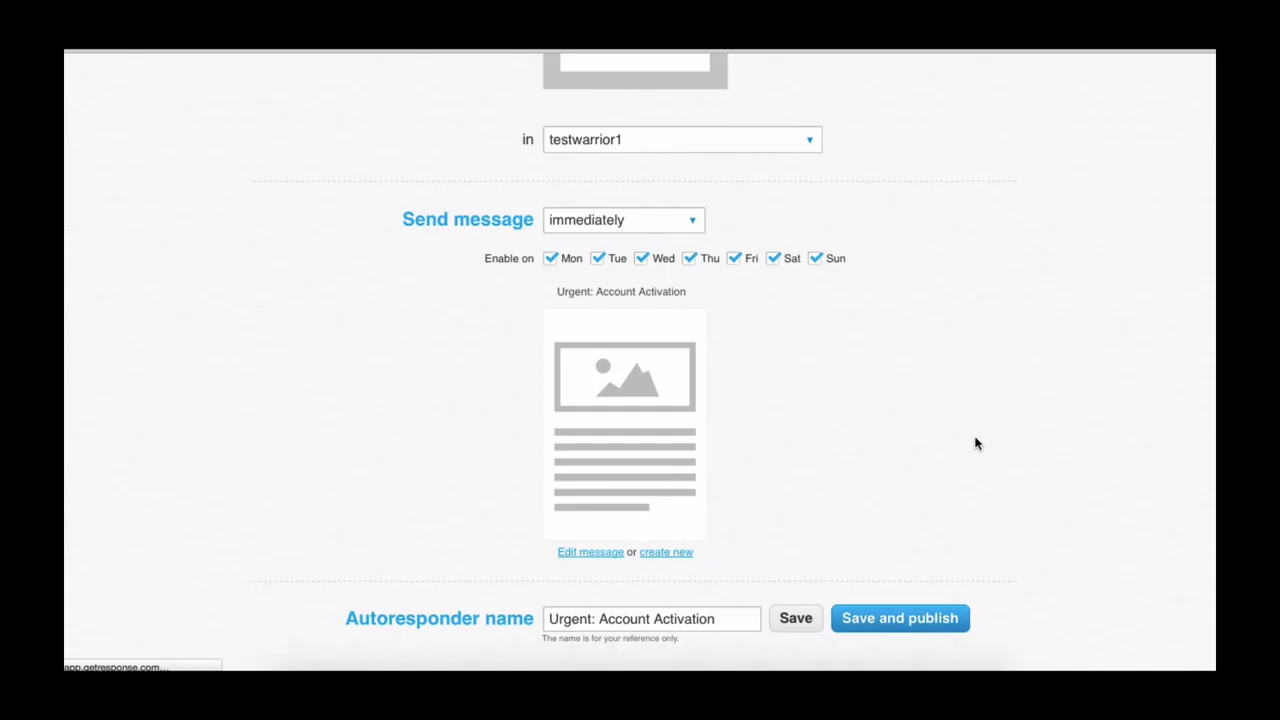 in testwarrior1
Send message immediately
Enable on Mon Tue Wed Thu Fri Sat Sun
Urgent: Account Activation
Edit message or create new
Autoresponder name Urgent: Account Activation Save Save and publish
The name is for your reference only.
app.getresponse.com...